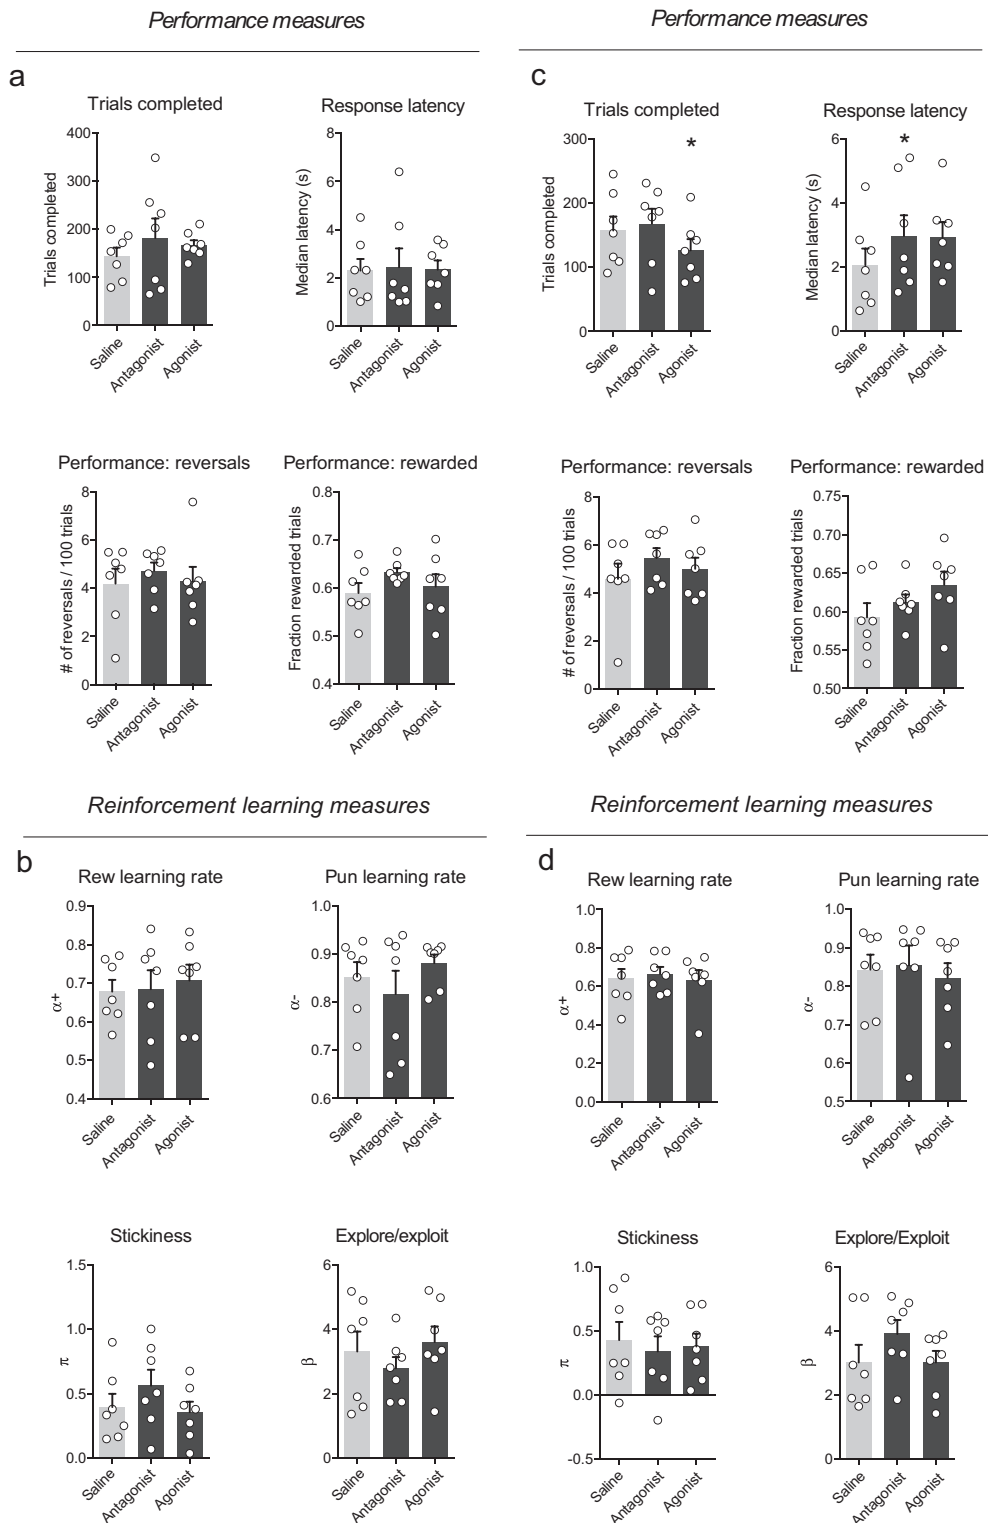 Performance measures
a
Trials completed
Trials completed
400
300
200
100
0
Saline
Antagonist
Agonist
Response latency
Median latency (s)
8
6
4
2
0
Saline
Antagonist
Agonist
Performance: reversals
# of reversals / 100 trials
8
6
4
2
0
Saline
Antagonist
Agonist
Performance: rewarded
Fraction rewarded trials
0.8
0.7
0.6
0.5
0.4
Saline
Antagonist
Agonist
Reinforcement learning measures
b
Rew learning rate
α+
0.9
0.8
0.7
0.6
0.5
0.4
Saline
Antagonist
Agonist
Pun learning rate
α-
1.0
0.9
0.8
0.7
0.6
Saline
Antagonist
Agonist
Stickiness
π
1.5
1.0
0.5
0.0
Saline
Antagonist
Agonist
Explore/exploit
β
6
4
2
0
Saline
Antagonist
Agonist
Performance measures
c
Trials completed
Trials completed
300
200
100
0
*
Saline
Antagonist
Agonist
Response latency
Median latency (s)
6
4
2
0
*
Saline
Antagonist
Agonist
Performance: reversals
# of reversals / 100 trials
8
6
4
2
0
Saline
Antagonist
Agonist
Performance: rewarded
Fraction rewarded trials
0.75
0.70
0.65
0.60
0.55
0.50
Saline
Antagonist
Agonist
Reinforcement learning measures
d
Rew learning rate
α+
1.0
0.8
0.6
0.4
0.2
0.0
Saline
Antagonist
Agonist
Pun learning rate
α-
1.0
0.9
0.8
0.7
0.6
0.5
Saline
Antagonist
Agonist
Stickiness
π
1.0
0.5
0.0
-0.5
Saline
Antagonist
Agonist
Explore/Exploit
β
6
4
2
0
Saline
Antagonist
Agonist